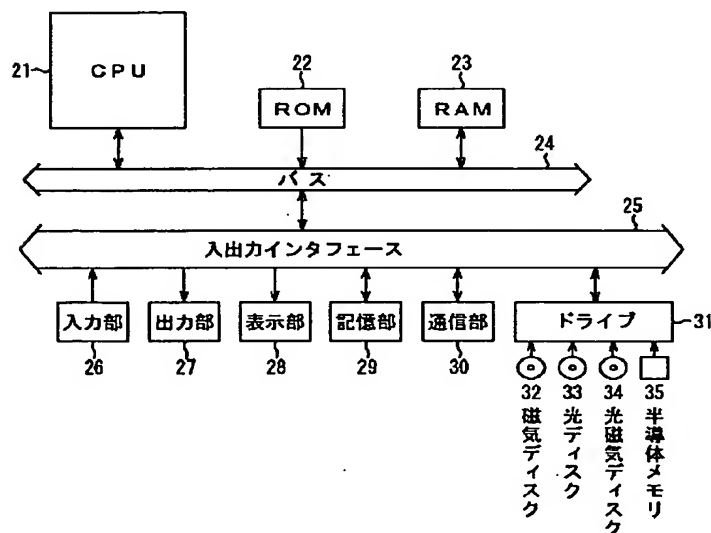 21
CPU
22
ROM
23
RAM
24
バス
25
入出力インタフェース
入力部
出力部
表示部
記憶部
通信部
ドライブ
31
26
27
28
29
30
32
33
34
35
磁気ディスク
光ディスク
光磁気ディスク
半導体メモリ